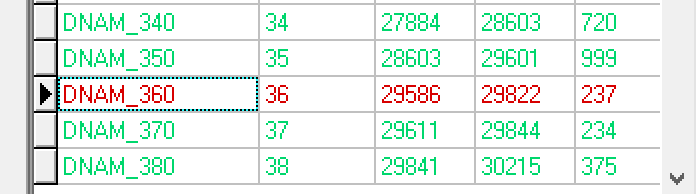 DNAM_340 34 27884 28603 720
DNAM_350 35 28603 29601 999
DNAM_360 36 29586 29822 237
DNAM_370 37 29611 29844 234
DNAM_380 38 29841 30215 375